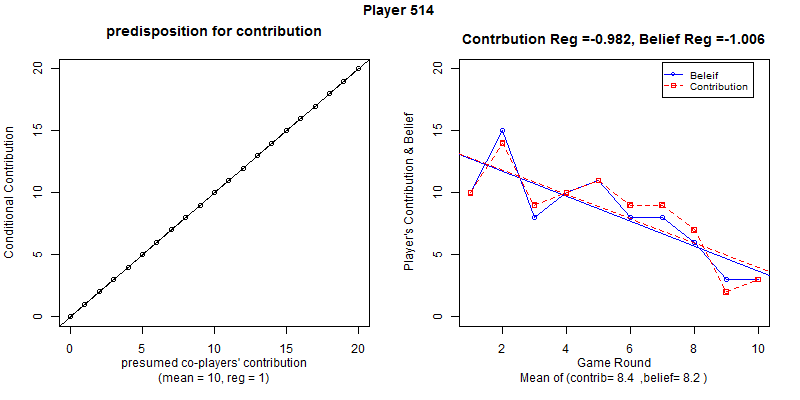 Player 514
predisposition for contribution
Conditional Contribution
0
5
10
15
20
0
5
10
15
20
presumed co-players' contribution
(mean = 10, reg = 1)
Contrbution Reg =-0.982, Belief Reg =-1.006
Player's Contribution & Belief
0
5
10
15
20
Beleif
Contribution
2
4
6
8
10
Game Round
Mean of (contrib= 8.4 ,belief= 8.2 )